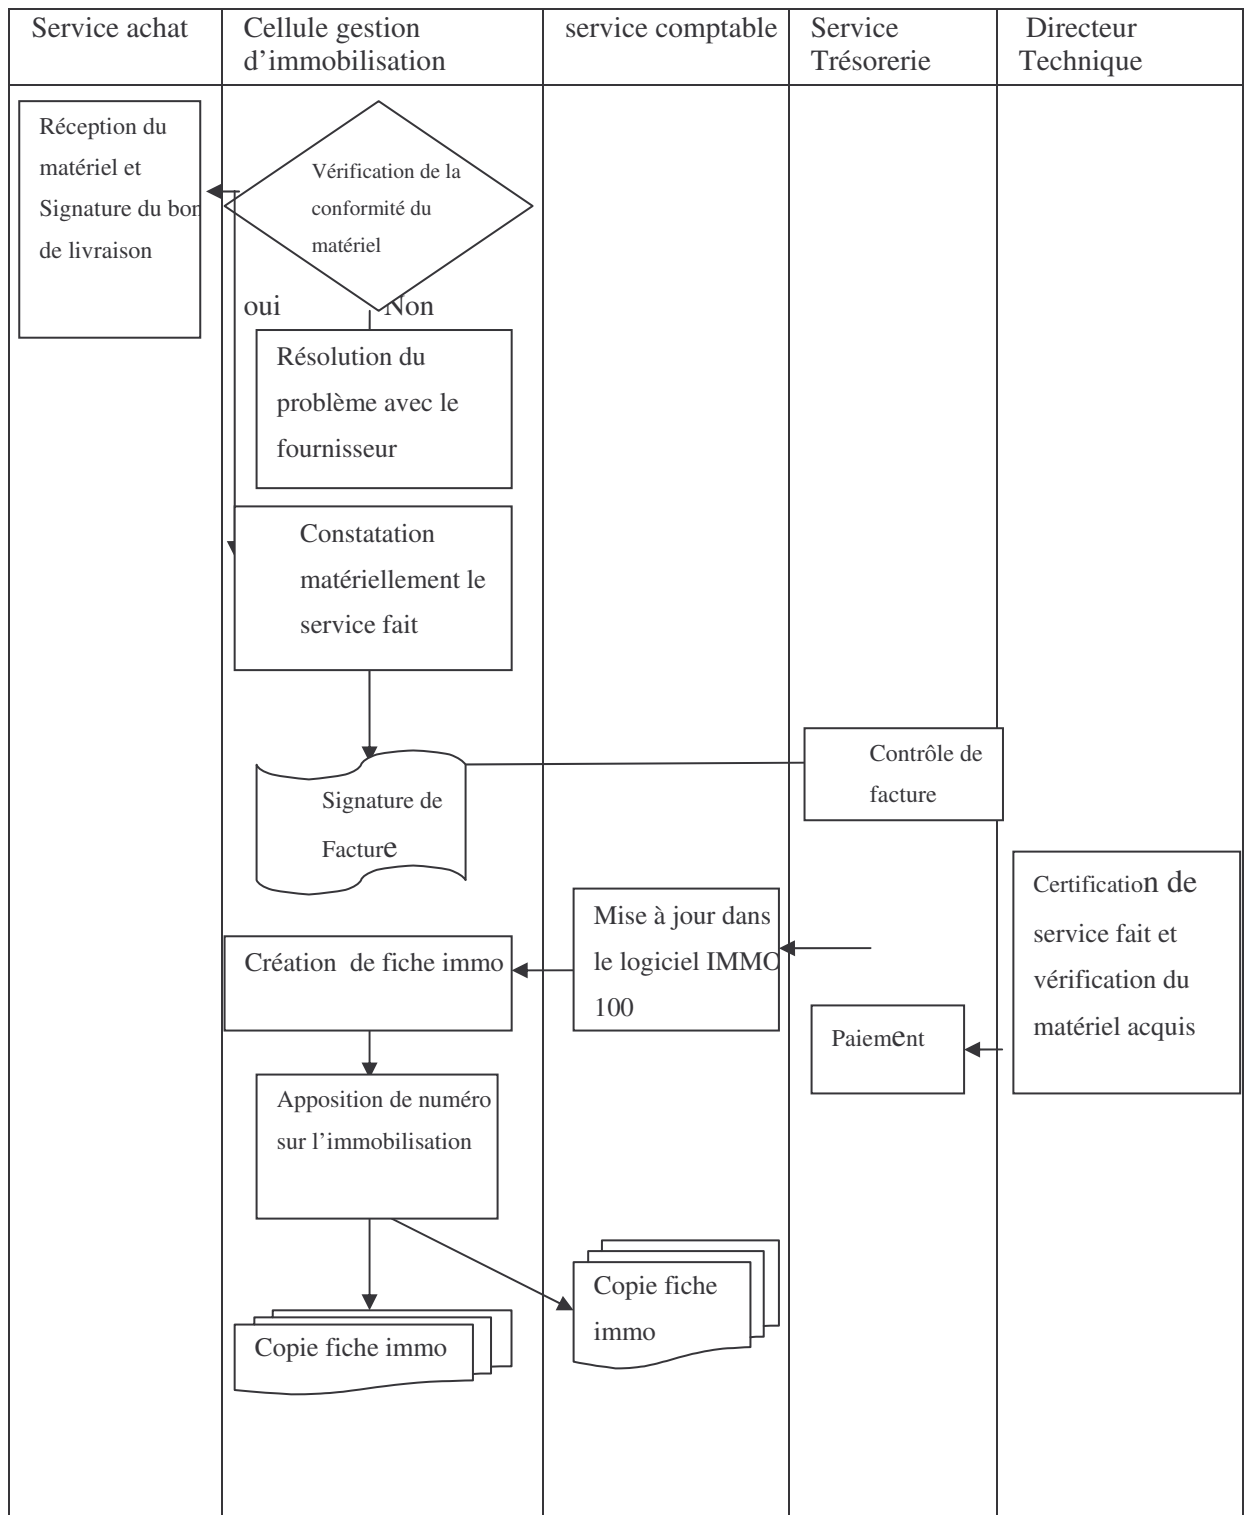 Service achat
Cellule gestion
d’immobilisation
service comptable
Service
Trésorerie
Directeur
Technique
Réception du
matériel et
Signature du bon
de livraison
Vérification de la
conformité du
matériel
oui
Non
Résolution du
problème avec le
fournisseur
Constatation
matériellement le
service fait
Contrôle de
facture
Signature de
Facture
Certification de
service fait et
vérification du
matériel acquis
Mise à jour dans
le logiciel IMMO
100
Création de fiche immo
Paiement
Apposition de numéro
sur l’immobilisation
Copie fiche
immo
Copie fiche immo